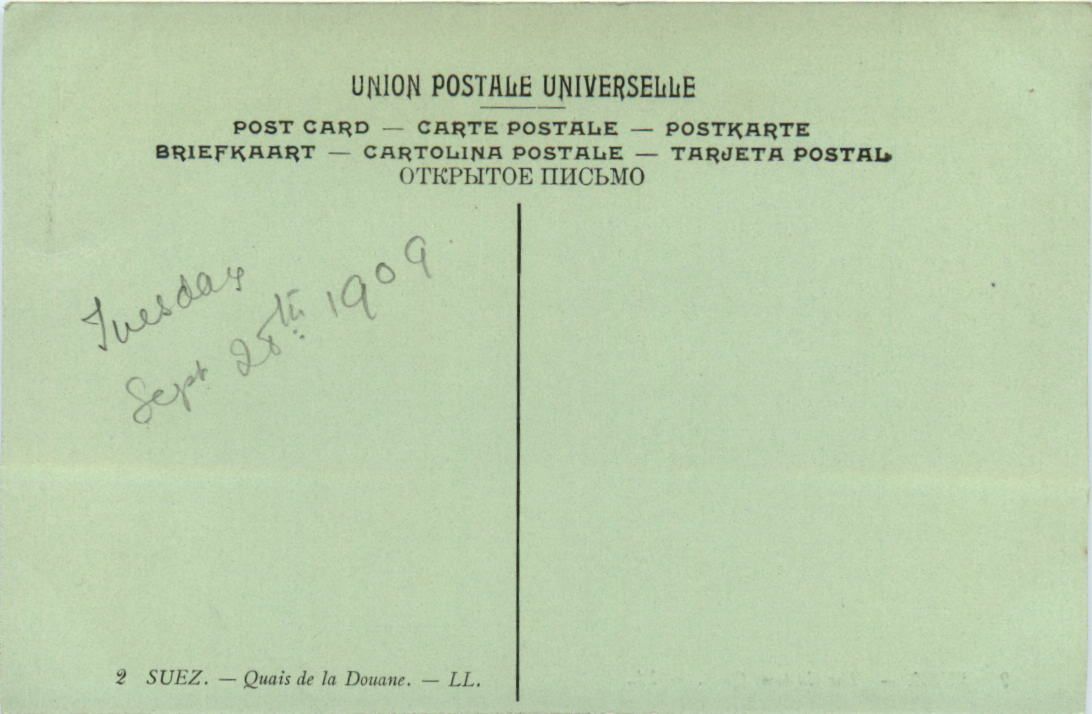 UNION POSTALE UNIVERSELLE
POST CARD — CARTE POSTALE — POSTKARTE
BRIEFKAART — CARTOLINA POSTALE — TARJETA POSTAL
ОТКРЫТОЕ ПИСЬМО
Tuesday
Sept 28th 1909
2 SUEZ. — Quais de la Douane. — LL.